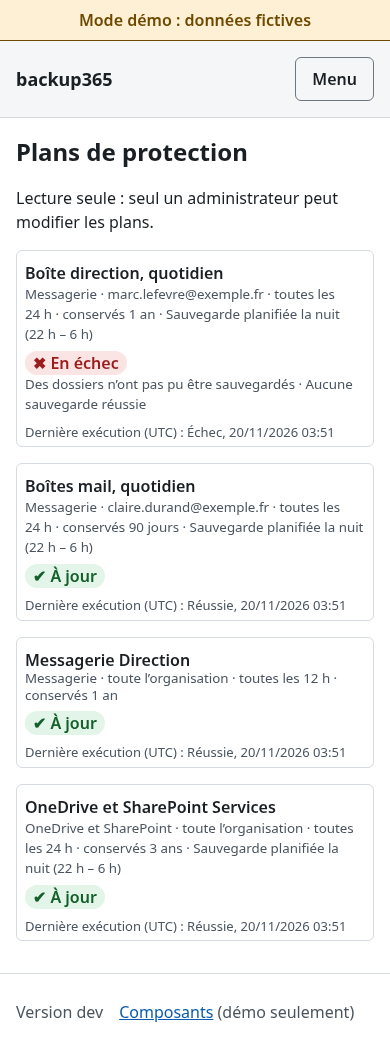 Mode démo : données fictives
backup365
Menu
Plans de protection
Lecture seule : seul un administrateur peut
modifier les plans.
Boîte direction, quotidien
Messagerie · marc.lefevre@exemple.fr · toutes les
24 h · conservés 1 an · Sauvegarde planifiée la nuit
(22 h – 6 h)
✖ En échec
Des dossiers n’ont pas pu être sauvegardés · Aucune
sauvegarde réussie
Dernière exécution (UTC) : Échec, 20/11/2026 03:51
Boîtes mail, quotidien
Messagerie · claire.durand@exemple.fr · toutes les
24 h · conservés 90 jours · Sauvegarde planifiée la nuit
(22 h – 6 h)
✔ À jour
Dernière exécution (UTC) : Réussie, 20/11/2026 03:51
Messagerie Direction
Messagerie · toute l’organisation · toutes les 12 h ·
conservés 1 an
✔ À jour
Dernière exécution (UTC) : Réussie, 20/11/2026 03:51
OneDrive et SharePoint Services
OneDrive et SharePoint · toute l’organisation · toutes
les 24 h · conservés 3 ans · Sauvegarde planifiée la
nuit (22 h – 6 h)
✔ À jour
Dernière exécution (UTC) : Réussie, 20/11/2026 03:51
Version dev Composants (démo seulement)